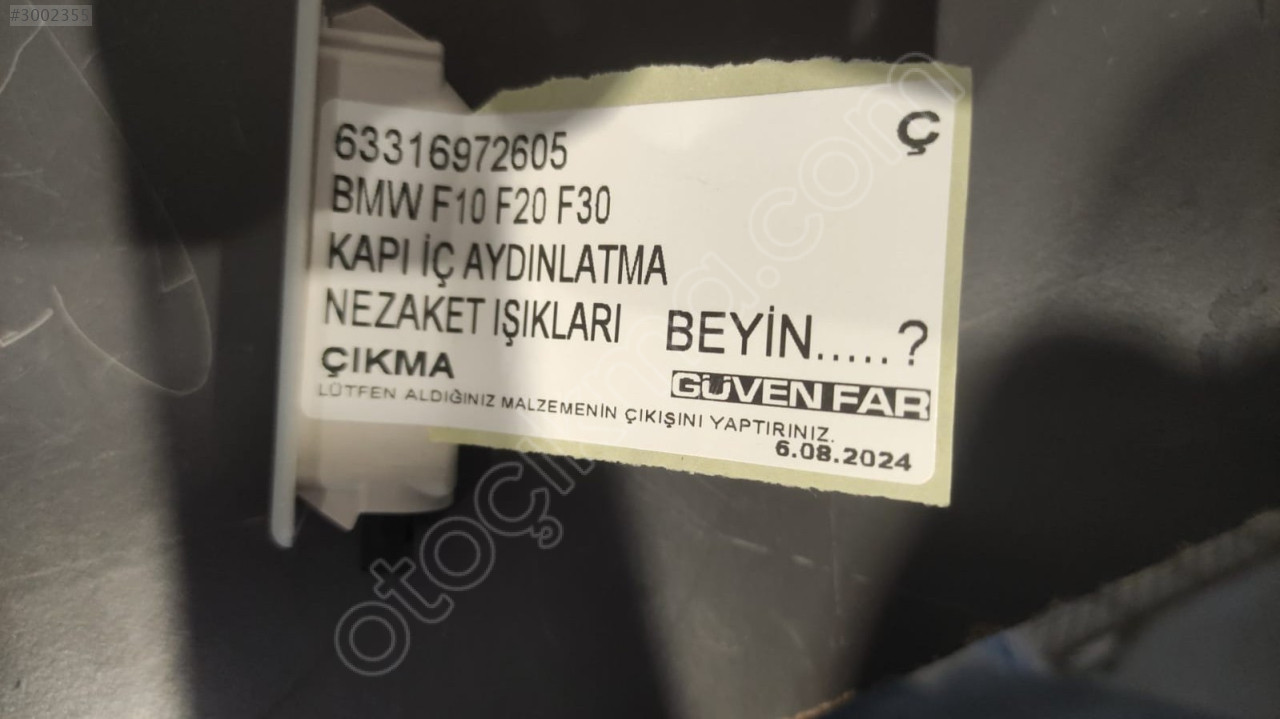 #3002355
63316972605
Ç
BMW F10 F20 F30
KAPI İÇ AYDINLATMA
NEZAKET IŞIKLARI BEYİN.....?
ÇIKMA
GÜVEN FAR
LÜTFEN ALDIĞINIZ MALZEMENİN ÇIKIŞINI YAPTIRINIZ.
6.08.2024
otoçıkma.com